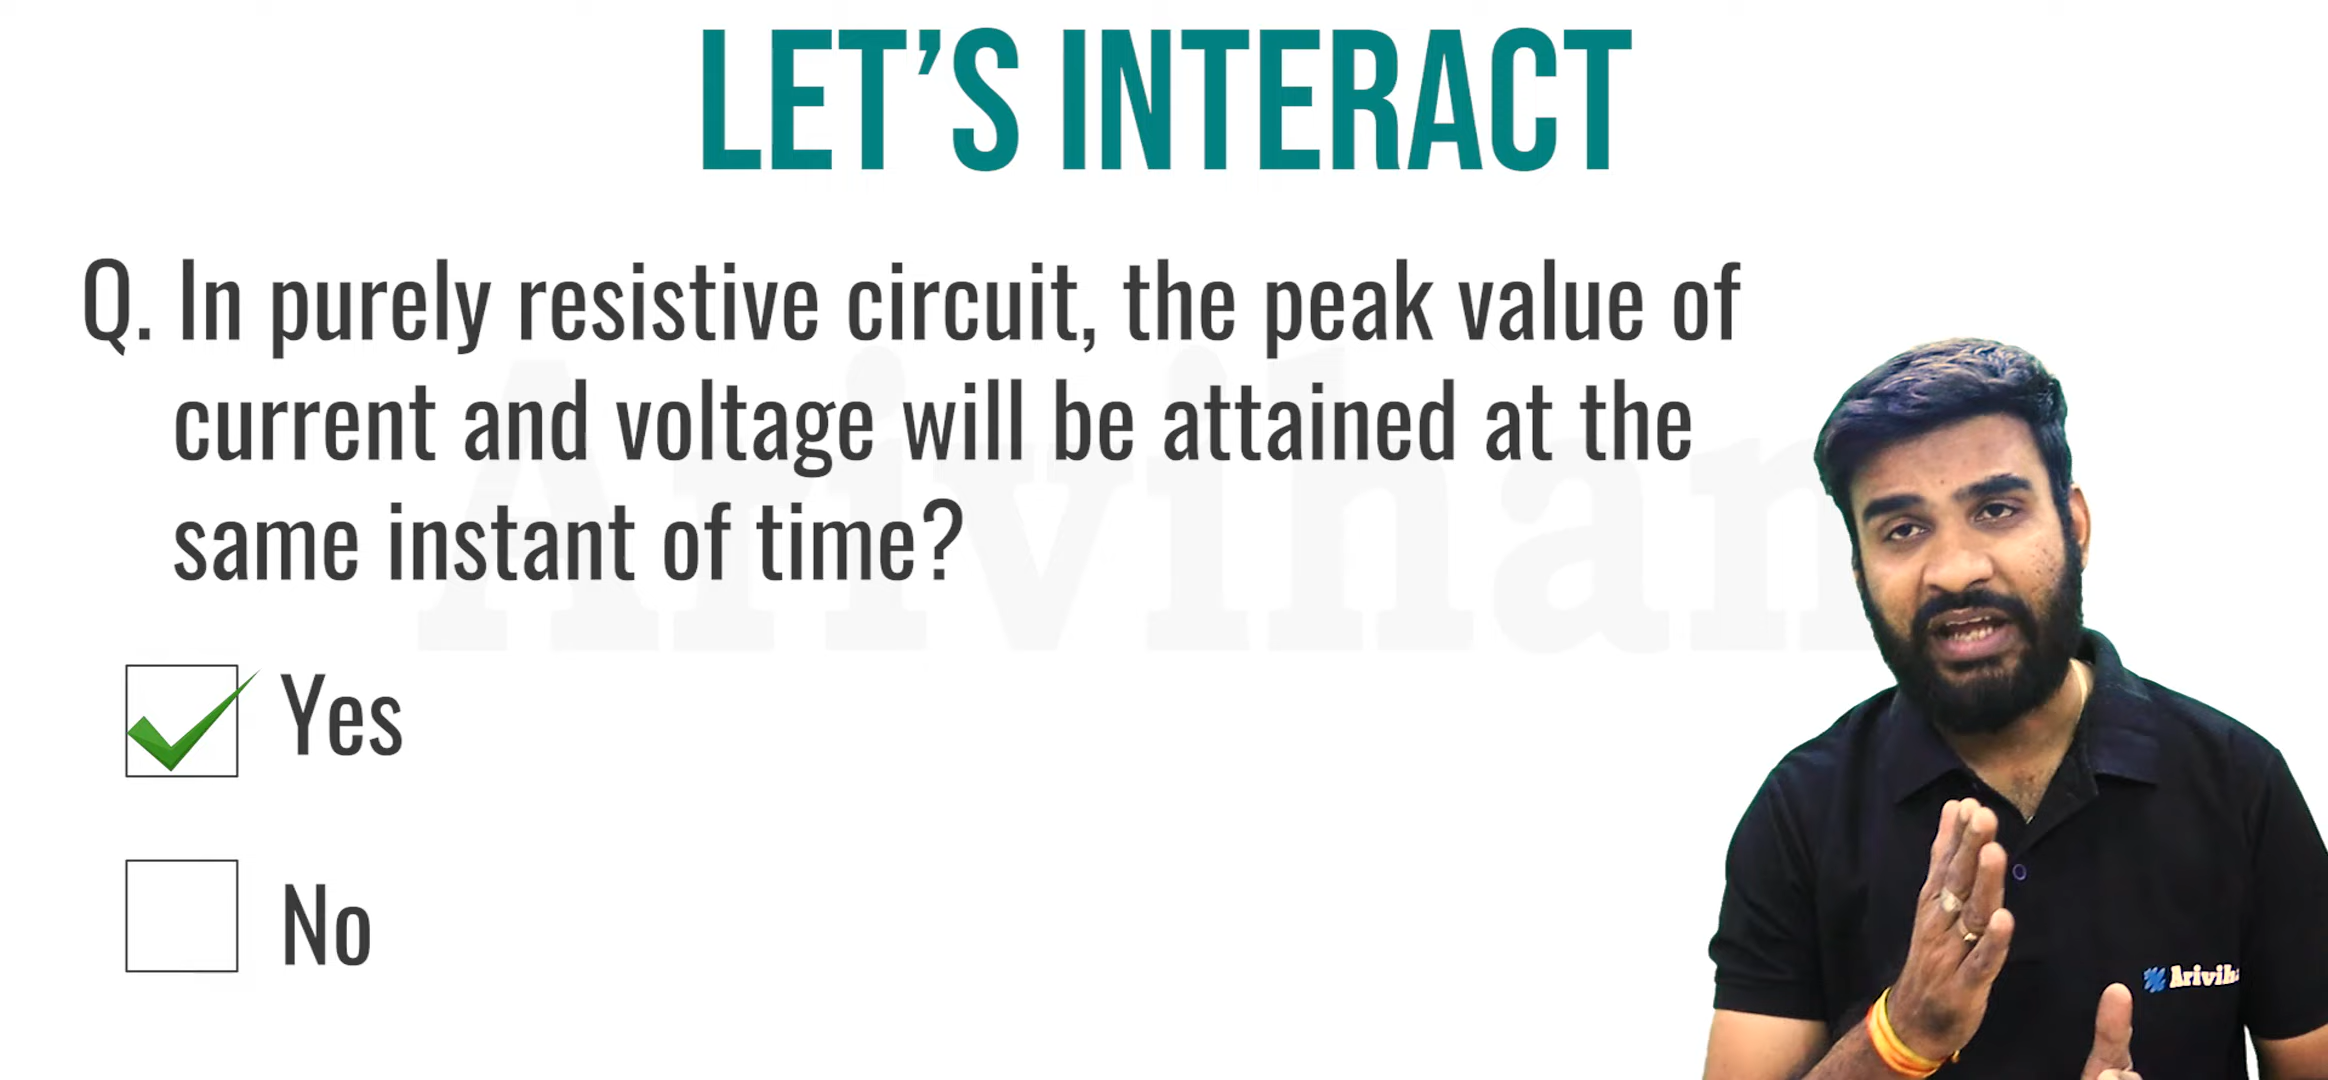 LET'S INTERACT
Q. In purely resistive circuit, the peak value of
current and voltage will be attained at the
same instant of time?
Yes
No
Arivihan